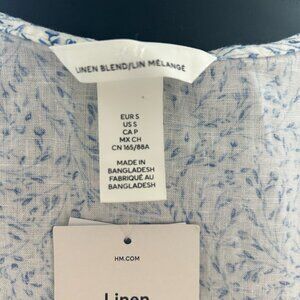 LINEN BLEND/LIN MÉLANGÉ
EUR S
US S
CA P
MX CH
CN 165/88A
MADE IN
BANGLADESH
FABRIQUÉ AU
BANGLADESH
HM.COM
Linen